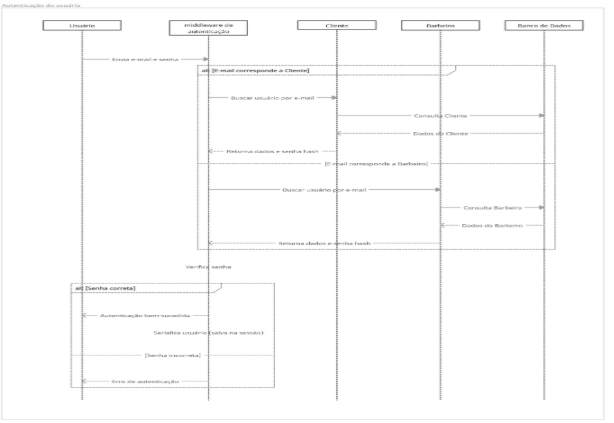 Autenticação do usuário
Usuário
middleware de
autenticação
Cliente
Barbeiro
Banco de Dados
Envia e-mail e senha
alt [E-mail corresponde a Cliente]
Buscar usuário por e-mail
Consulta Cliente
Dados do Cliente
Retorna dados e senha hash
[E-mail corresponde a Barbeiro]
Buscar usuário por e-mail
Consulta Barbeiro
Dados do Barbeiro
Retorna dados e senha hash
Verifica senha
alt [Senha correta]
Autenticação bem-sucedida
Serializa usuário (salva na sessão)
[Senha incorreta]
Erro de autenticação